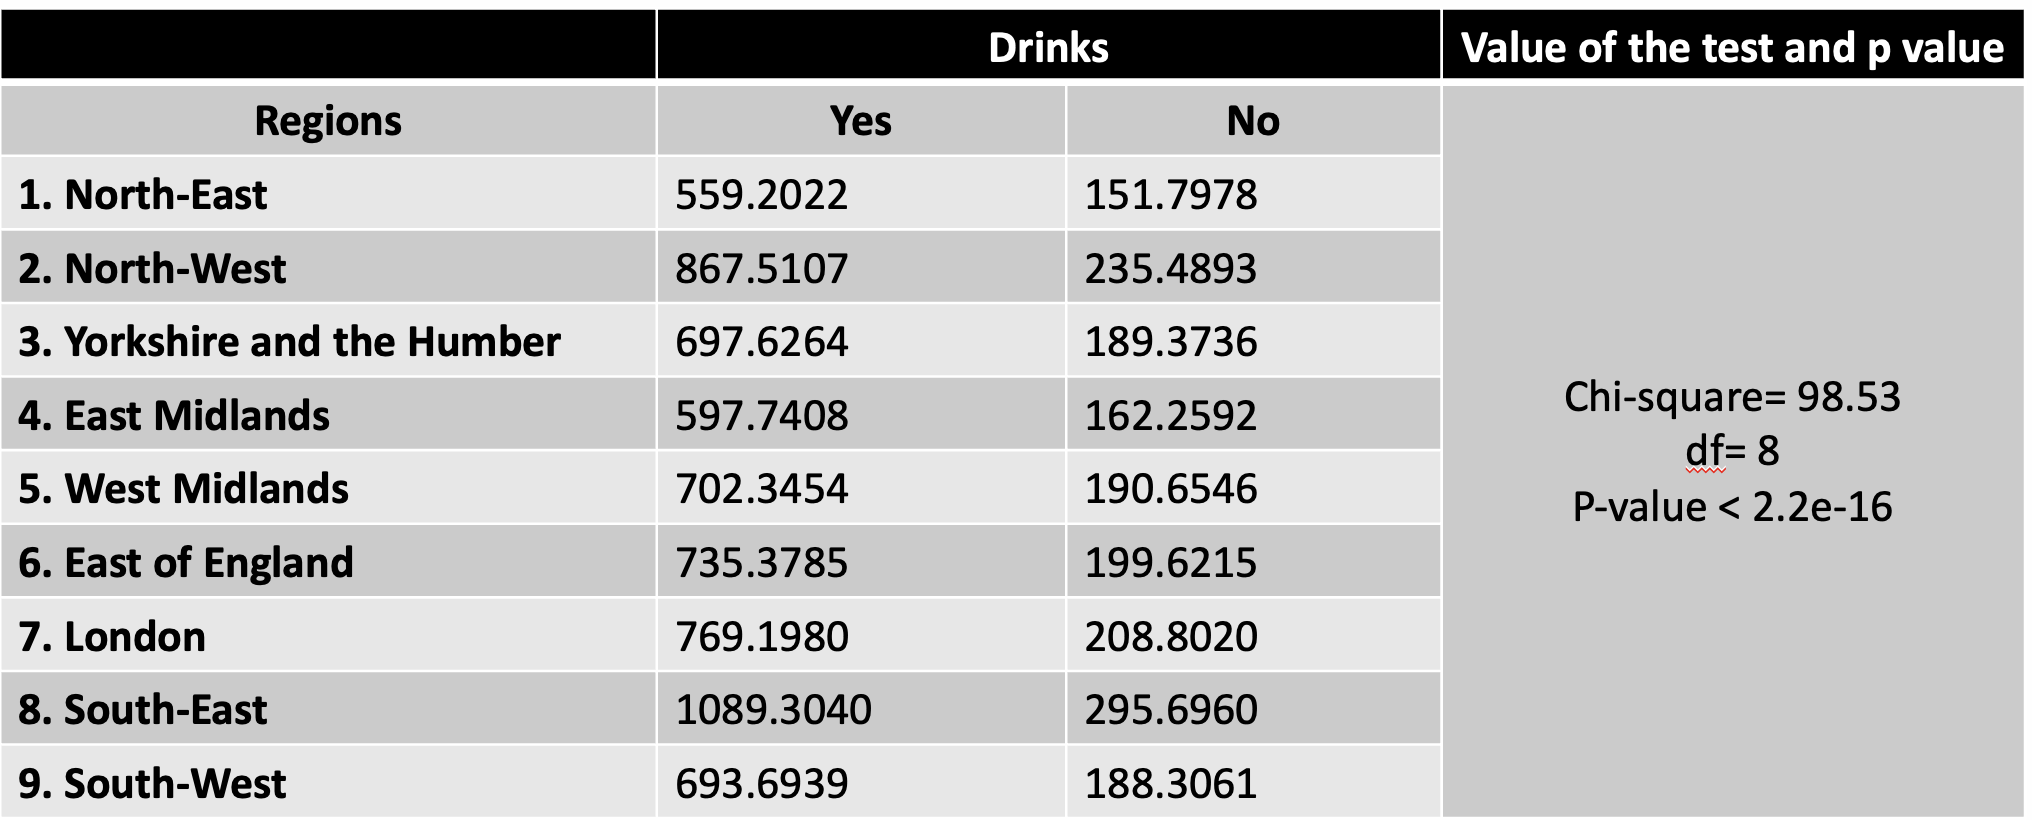 Drinks Value of the test and p value
Regions Yes No
1. North-East 559.2022 151.7978
2. North-West 867.5107 235.4893
3. Yorkshire and the Humber 697.6264 189.3736
4. East Midlands 597.7408 162.2592
5. West Midlands 702.3454 190.6546
6. East of England 735.3785 199.6215
7. London 769.1980 208.8020
8. South-East 1089.3040 295.6960
9. South-West 693.6939 188.3061
Chi-square= 98.53
df= 8
P-value < 2.2e-16